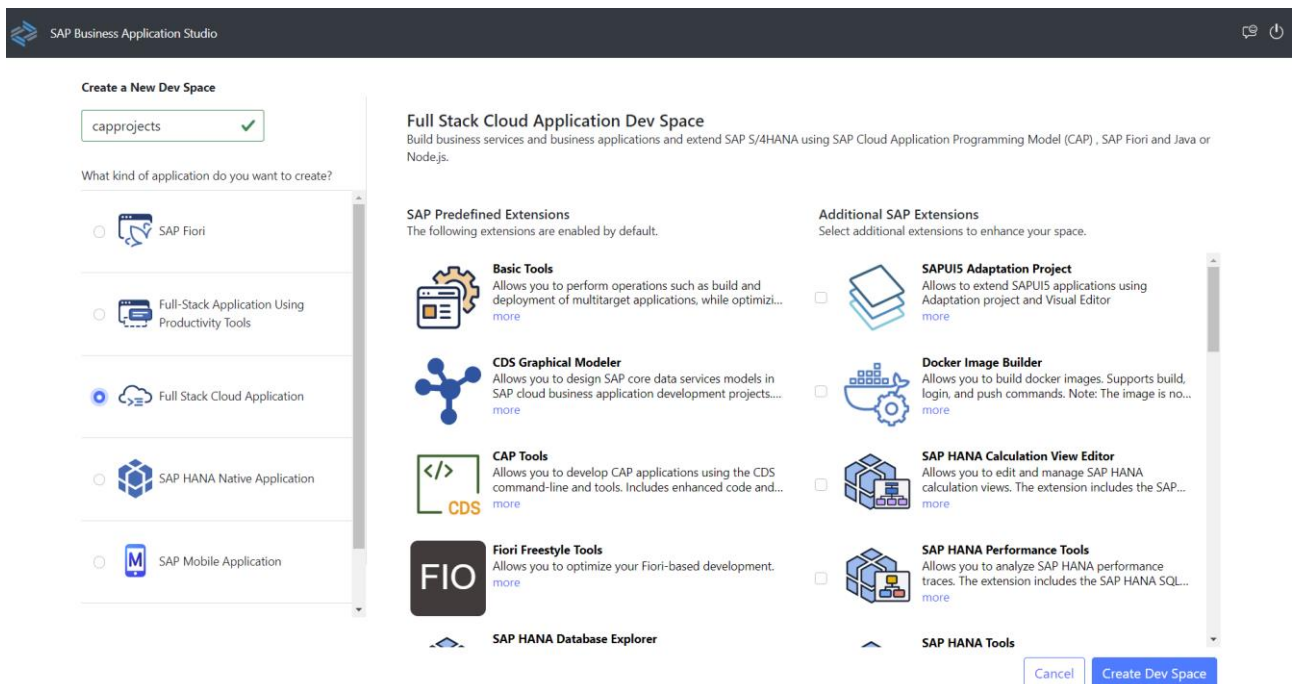 SAP Business Application Studio
Create a New Dev Space
capprojects
What kind of application do you want to create?
SAP Fiori
Full-Stack Application Using
Productivity Tools
Full Stack Cloud Application
SAP HANA Native Application
M
SAP Mobile Application
Full Stack Cloud Application Dev Space
Build business services and business applications and extend SAP S/4HANA using SAP Cloud Application Programming Model (CAP) , SAP Fiori and Java or
Node.js.
SAP Predefined Extensions
The following extensions are enabled by default.
Basic Tools
Allows you to perform operations such as build and
deployment of multitarget applications, while optimizi...
more
CDS Graphical Modeler
Allows you to design SAP core data services models in
SAP cloud business application development projects....
more
</>
CDS
CAP Tools
Allows you to develop CAP applications using the CDS
command-line and tools. Includes enhanced code and...
more
FIO
Fiori Freestyle Tools
Allows you to optimize your Fiori-based development.
more
SAP HANA Database Explorer
Additional SAP Extensions
Select additional extensions to enhance your space.
SAPUI5 Adaptation Project
Allows to extend SAPUI5 applications using
Adaptation project and Visual Editor
more
Docker Image Builder
Allows you to build docker images. Supports build,
login, and push commands. Note: The image is no...
more
SAP HANA Calculation View Editor
Allows you to edit and manage SAP HANA
calculation views. The extension includes the SAP...
more
SAP HANA Performance Tools
Allows you to analyze SAP HANA performance
traces. The extension includes the SAP HANA SQL...
more
SAP HANA Tools
Cancel
Create Dev Space